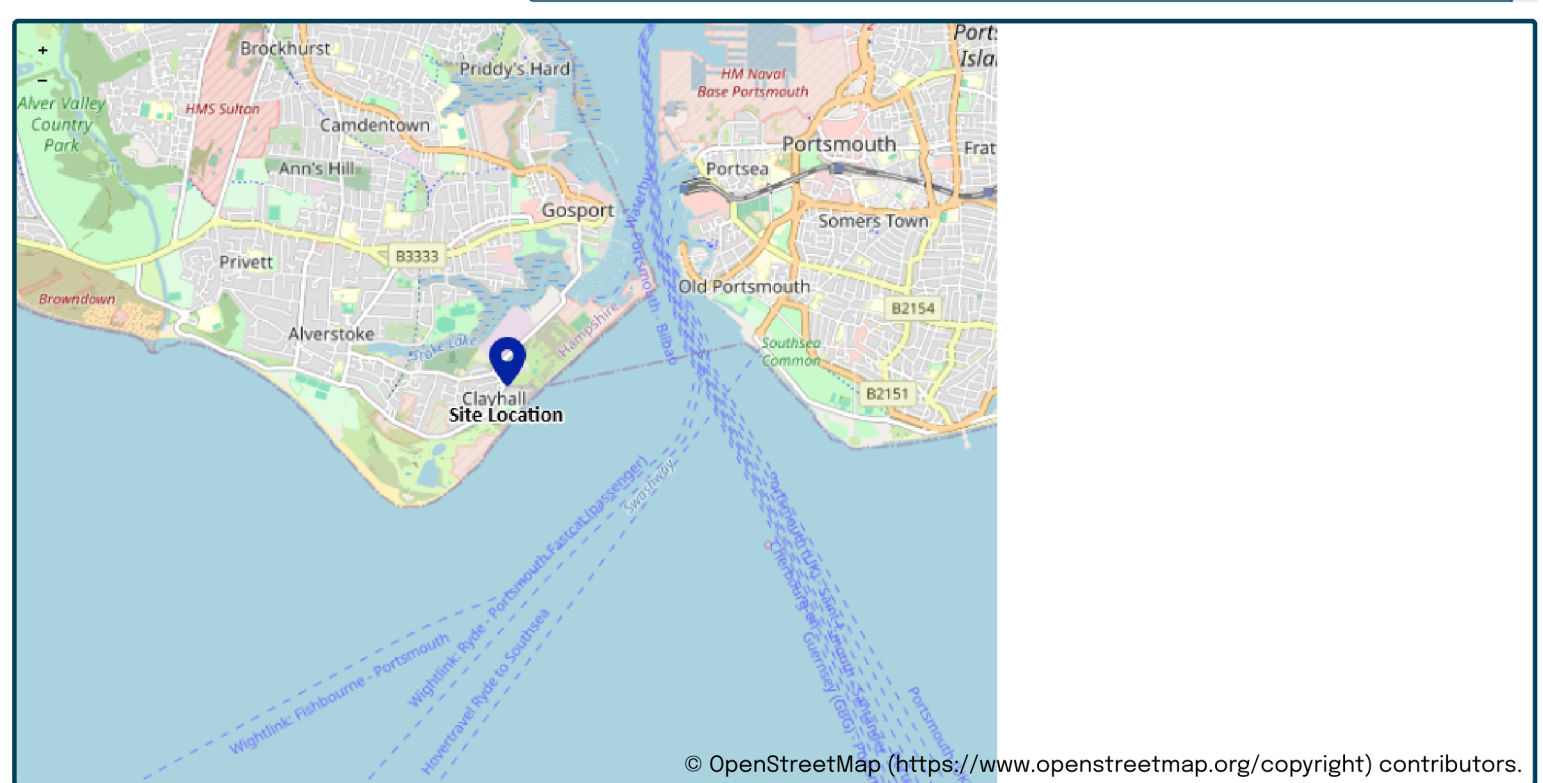 +
−
Brockhurst
Priddy's Hard
HM Naval
Base Portsmouth
Alver Valley
Country
Park
HMS Sultan
Camdentown
Portsmouth
Ann's Hill
Portsea
Gosport
Somers Town
B3333
Privett
Old Portsmouth
Browndown
B2154
Hampshire
Alverstoke
Stoke Lake
Southsea
Common
Clayhall
Site Location
B2151
Swashway
Wightlink: Ryde - Portsmouth Fastcat (passenger)
Wightlink: Fishbourne - Portsmouth
Hovertravel Ryde to Southsea
© OpenStreetMap (https://www.openstreetmap.org/copyright) contributors.